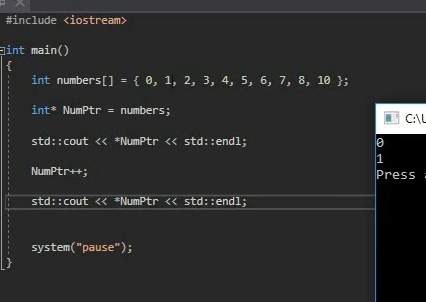 #include <iostream>
int main()
{
int numbers[] = { 0, 1, 2, 3, 4, 5, 6, 7, 8, 10 };
int* NumPtr = numbers;
std::cout << *NumPtr << std::endl;
NumPtr++;
std::cout << *NumPtr << std::endl;
system("pause");
}
C:\U
0
1
Press a